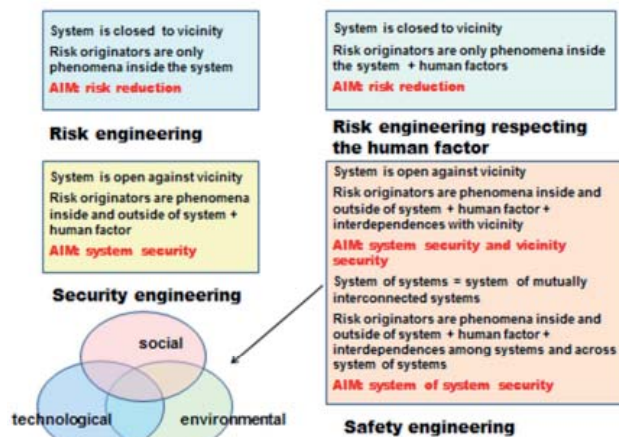 System is closed to vicinity
Risk originators are only
phenomena inside the system
AIM: risk reduction
Risk engineering
System is closed to vicinity
Risk originators are only phenomena inside
the system + human factors
AIM: risk reduction
Risk engineering respecting
the human factor
System is open against vicinity
Risk originators are phenomena
inside and outside of system +
human factor
AIM: system security
Security engineering
System is open against vicinity
Risk originators are phenomena inside and
outside of system + human factor +
interdependences with vicinity
AIM: system security and vicinity
security
System of systems = system of mutually
interconnected systems
Risk originators are phenomena inside and
outside of system + human factor +
interdependences among systems and across
system of systems
AIM: system of system security
Safety engineering
social
technological
environmental